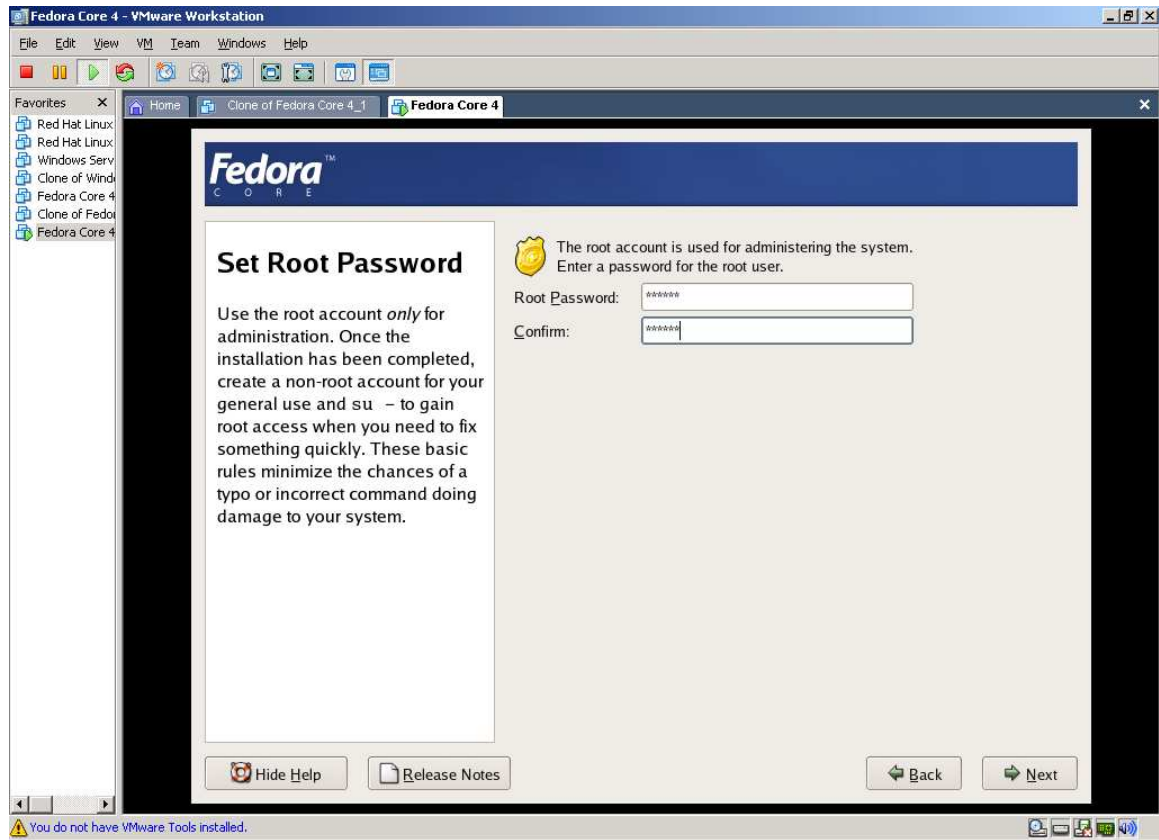 Fedora Core 4 - VMware Workstation
File Edit View VM Team Windows Help
Favorites
Home Clone of Fedora Core 4_1 Fedora Core 4
Red Hat Linux
Red Hat Linux
Windows Serv
Clone of Wind
Fedora Core 4
Clone of Fedo
Fedora Core 4
Fedora™
CORE
Set Root Password
Use the root account only for
administration. Once the
installation has been completed,
create a non-root account for your
general use and su - to gain
root access when you need to fix
something quickly. These basic
rules minimize the chances of a
typo or incorrect command doing
damage to your system.
The root account is used for administering the system.
Enter a password for the root user.
Root Password: ******
Confirm: ******
Hide Help Release Notes Back Next
You do not have VMware Tools installed.